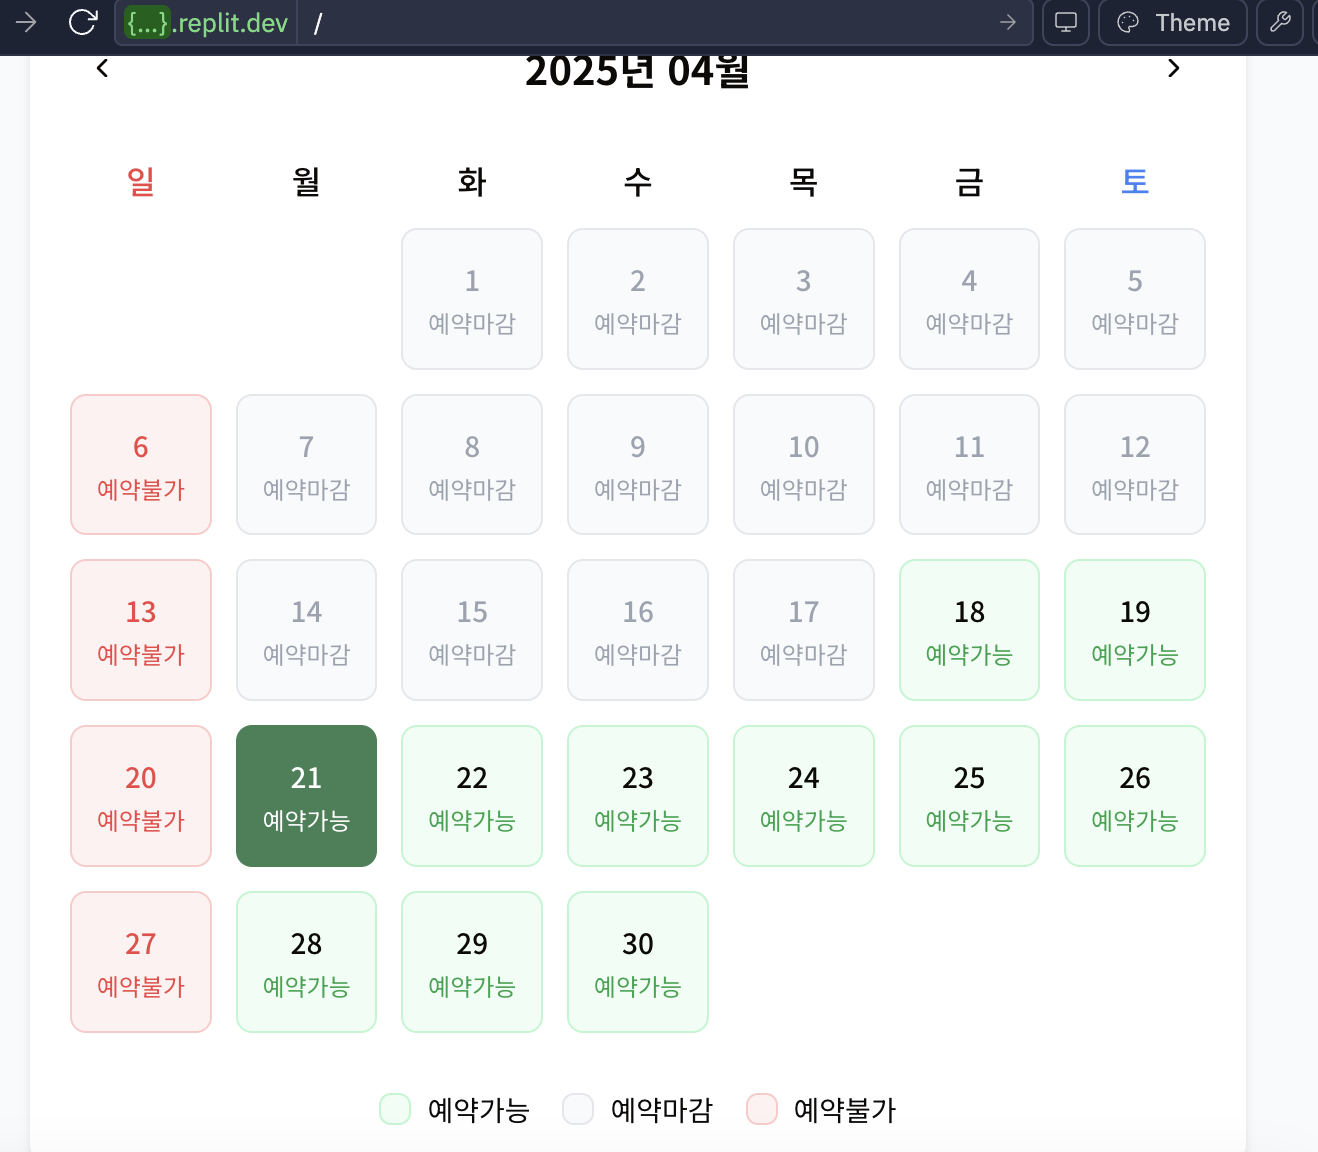 {...}.replit.dev / Theme
2025년 04월
일 월 화 수 목 금 토
1 2 3 4 5
예약마감 예약마감 예약마감 예약마감 예약마감
6 7 8 9 10 11 12
예약불가 예약마감 예약마감 예약마감 예약마감 예약마감 예약마감
13 14 15 16 17 18 19
예약불가 예약마감 예약마감 예약마감 예약마감 예약가능 예약가능
20 21 22 23 24 25 26
예약불가 예약가능 예약가능 예약가능 예약가능 예약가능 예약가능
27 28 29 30
예약불가 예약가능 예약가능 예약가능
예약가능 예약마감 예약불가